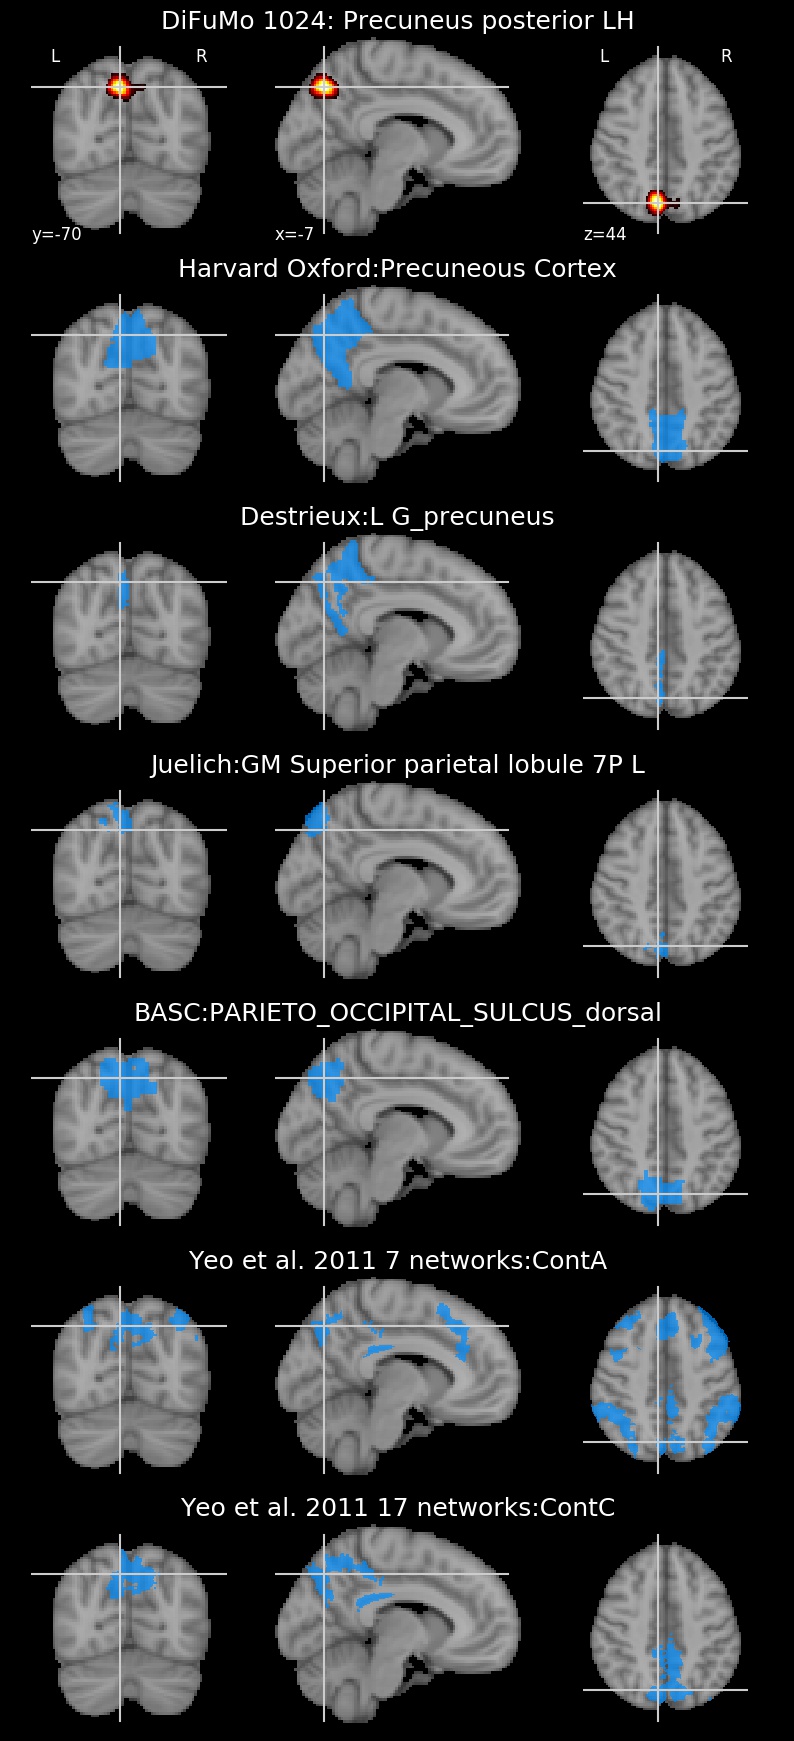 DiFuMo 1024: Precuneus posterior LH
L R L R
y=-70 x=-7 z=44
Harvard Oxford:Precuneous Cortex
Destrieux:L G_precuneus
Juelich:GM Superior parietal lobule 7P L
BASC:PARIETO_OCCIPITAL_SULCUS_dorsal
Yeo et al. 2011 7 networks:ContA
Yeo et al. 2011 17 networks:ContC